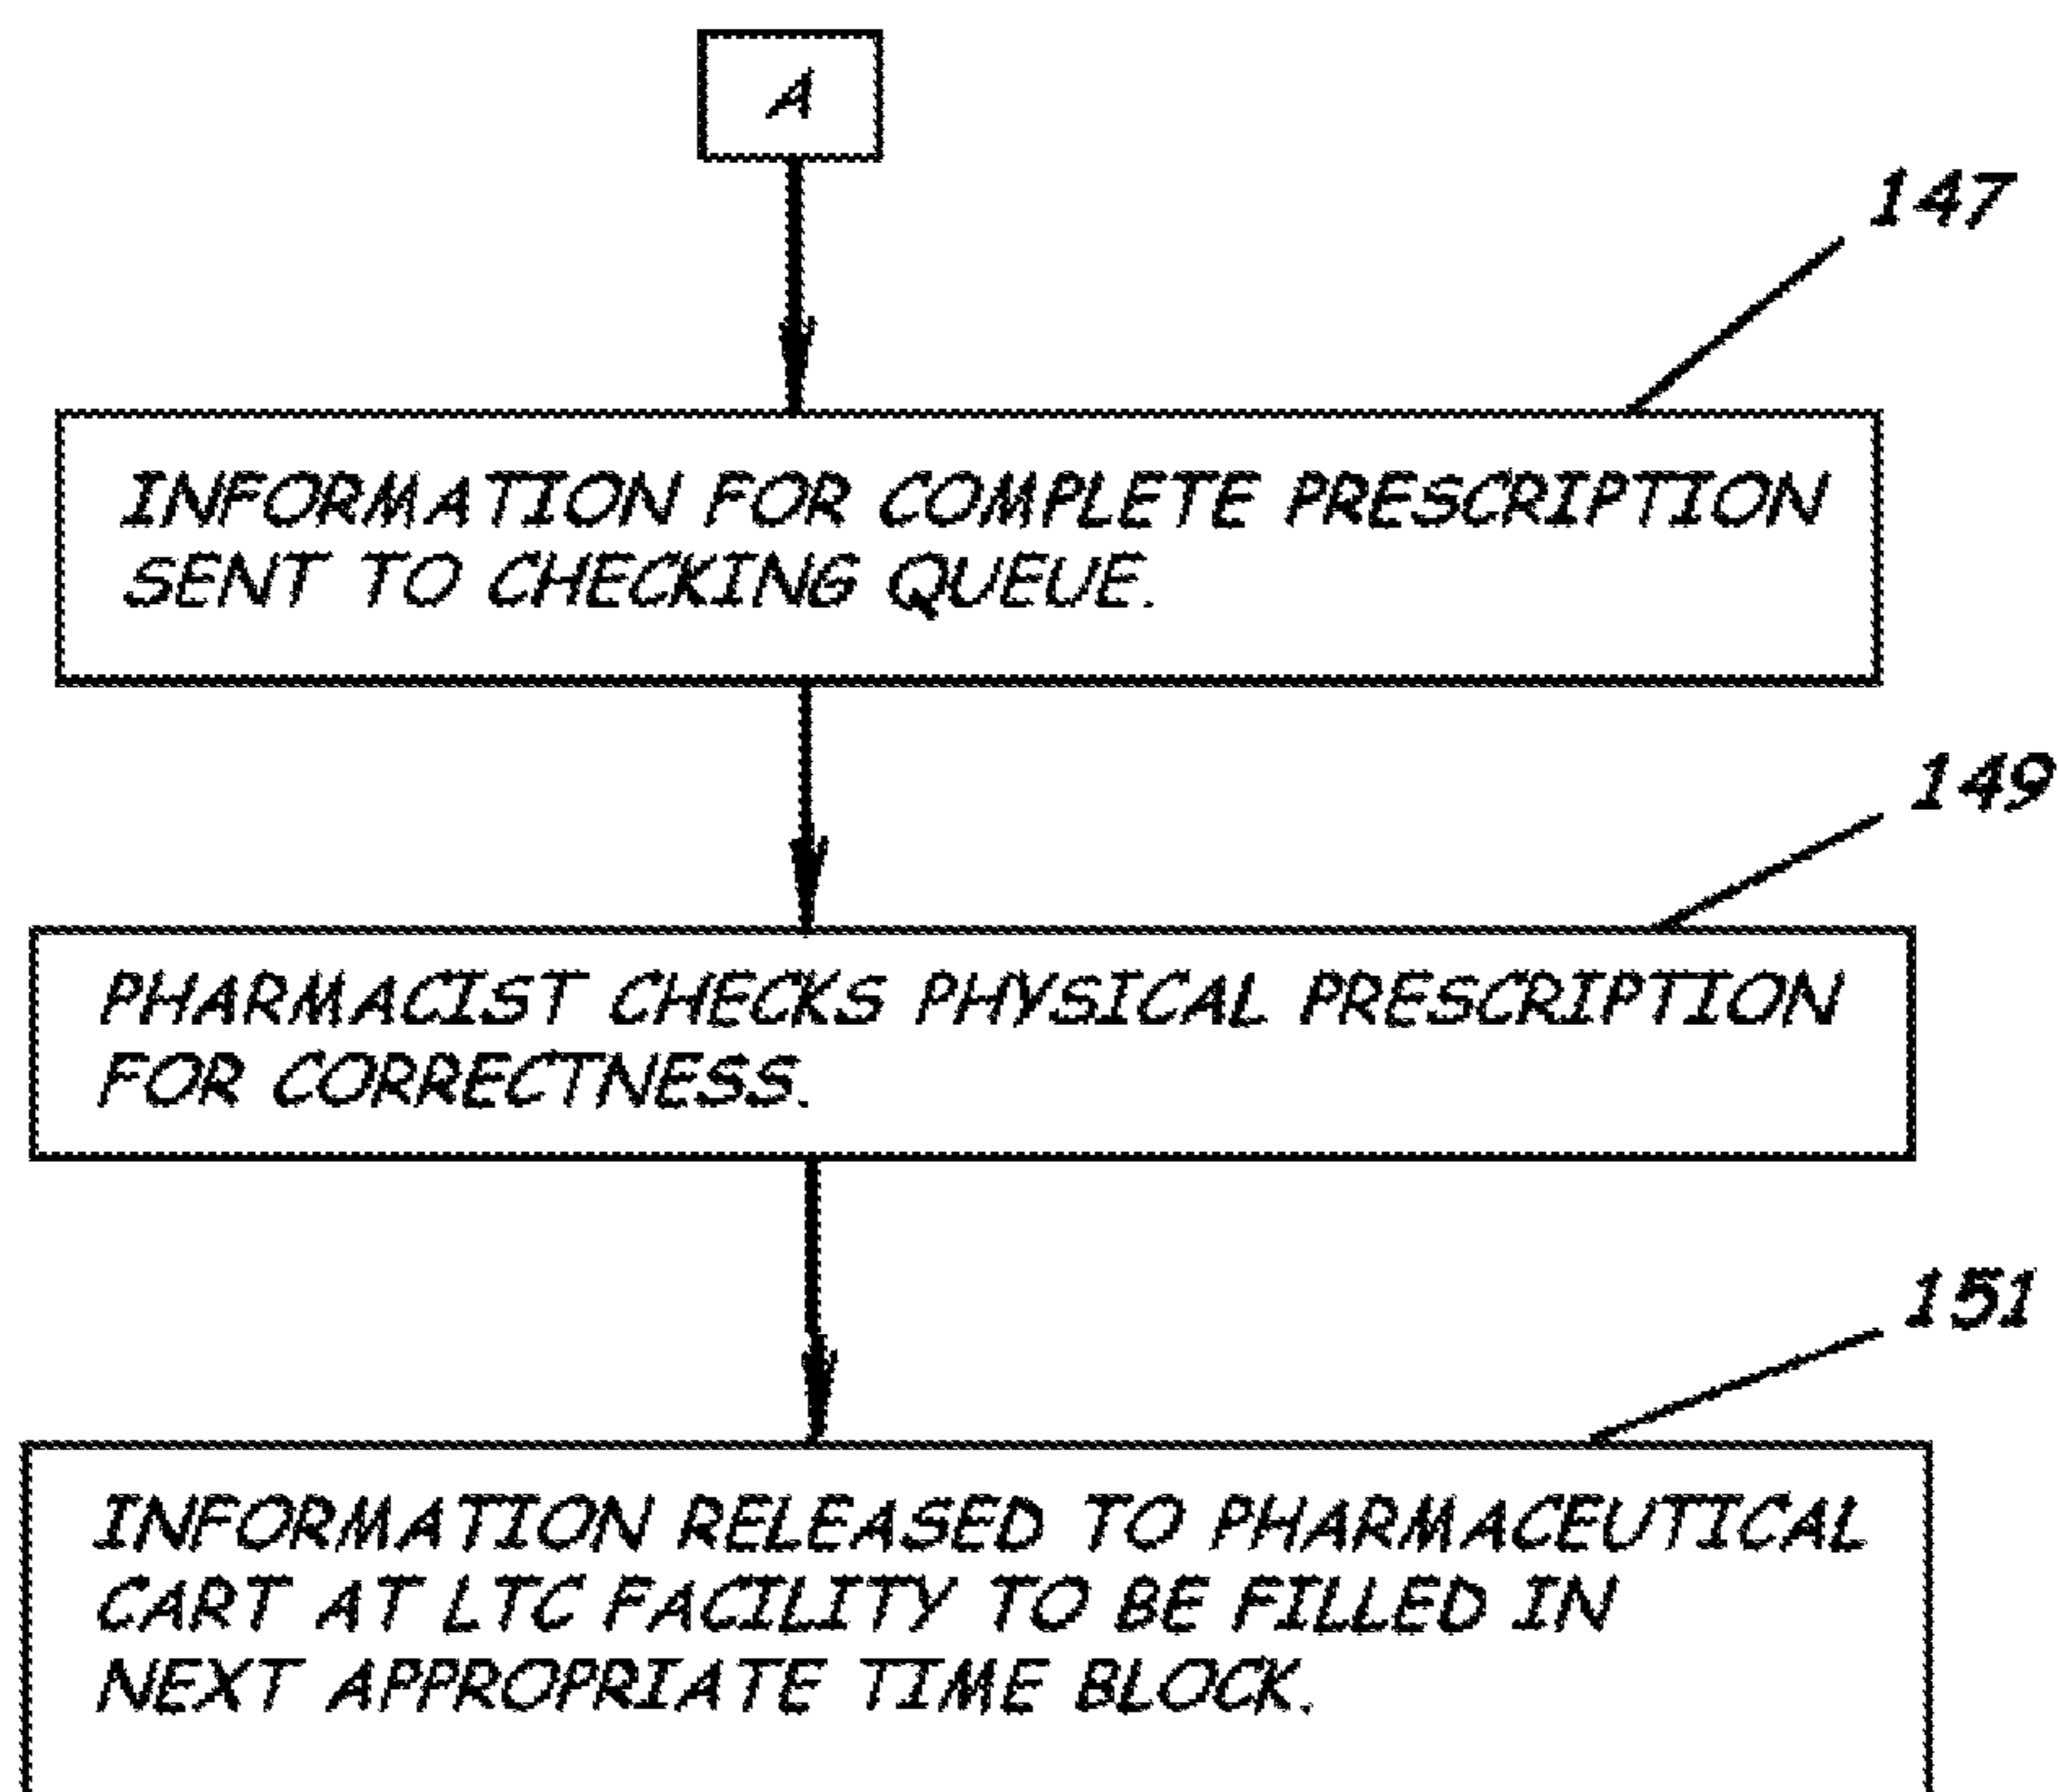 A
147
INFORMATION FOR COMPLETE PRESCRIPTION
SENT TO CHECKING QUEUE.
149
PHARMACIST CHECKS PHYSICAL PRESCRIPTION
FOR CORRECTNESS.
151
INFORMATION RELEASED TO PHARMACEUTICAL
CART AT LTC FACILITY TO BE FILLED IN
NEXT APPROPRIATE TIME BLOCK.